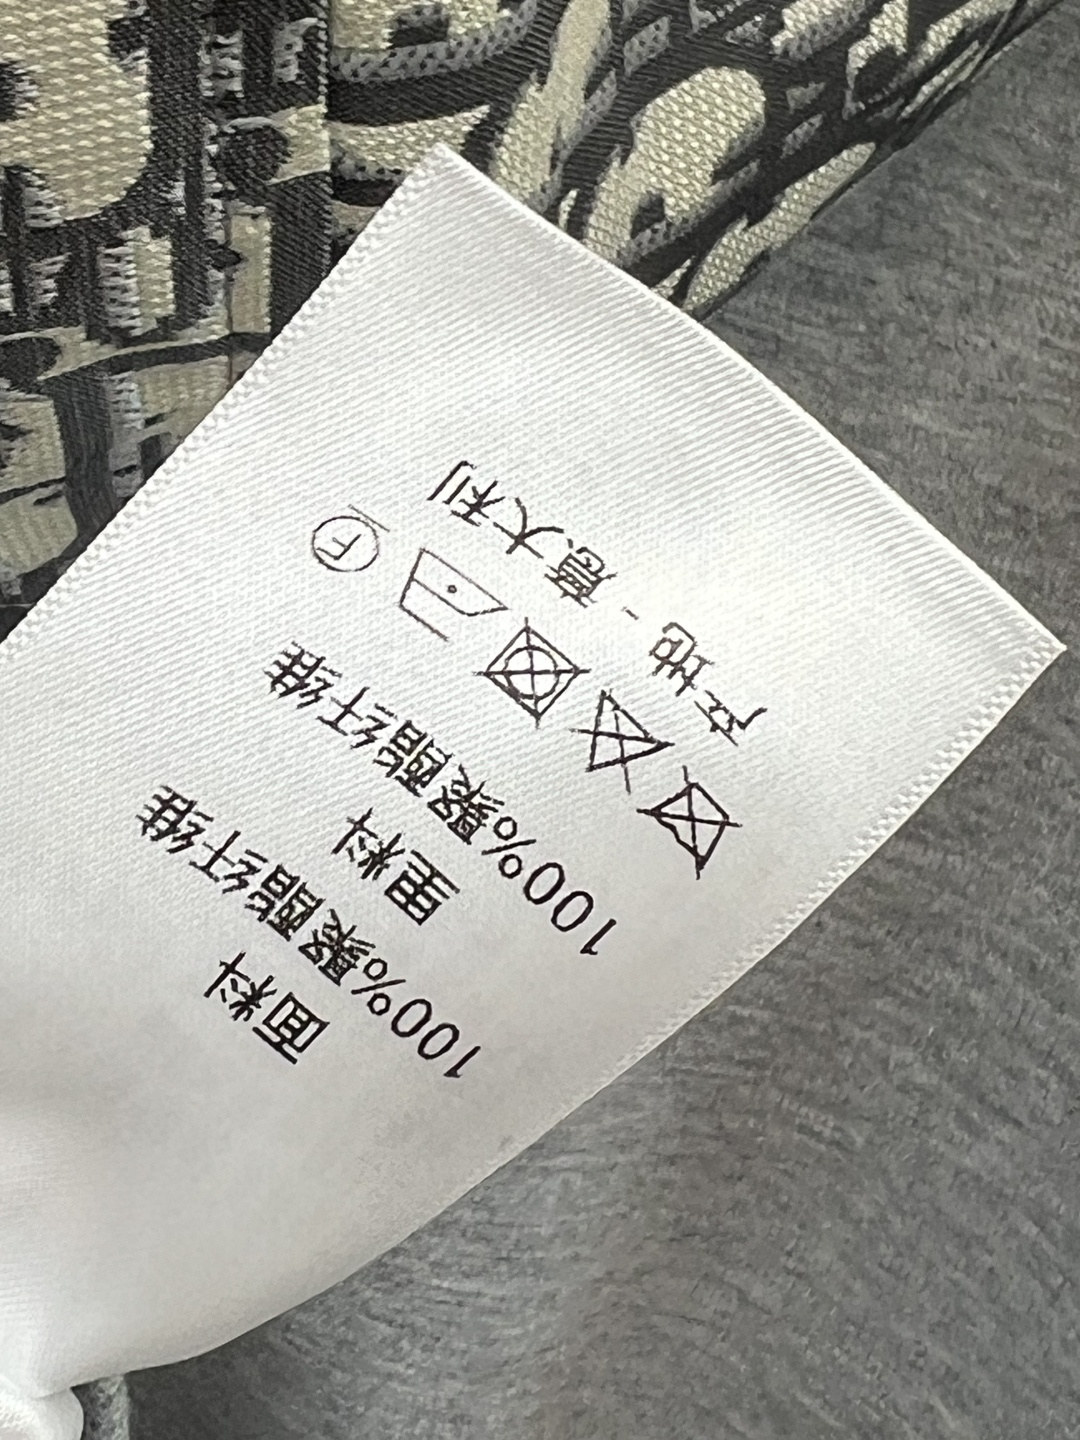 面料
100%聚酯纤维
里料
100%聚酯纤维
F
产地 - 意大利